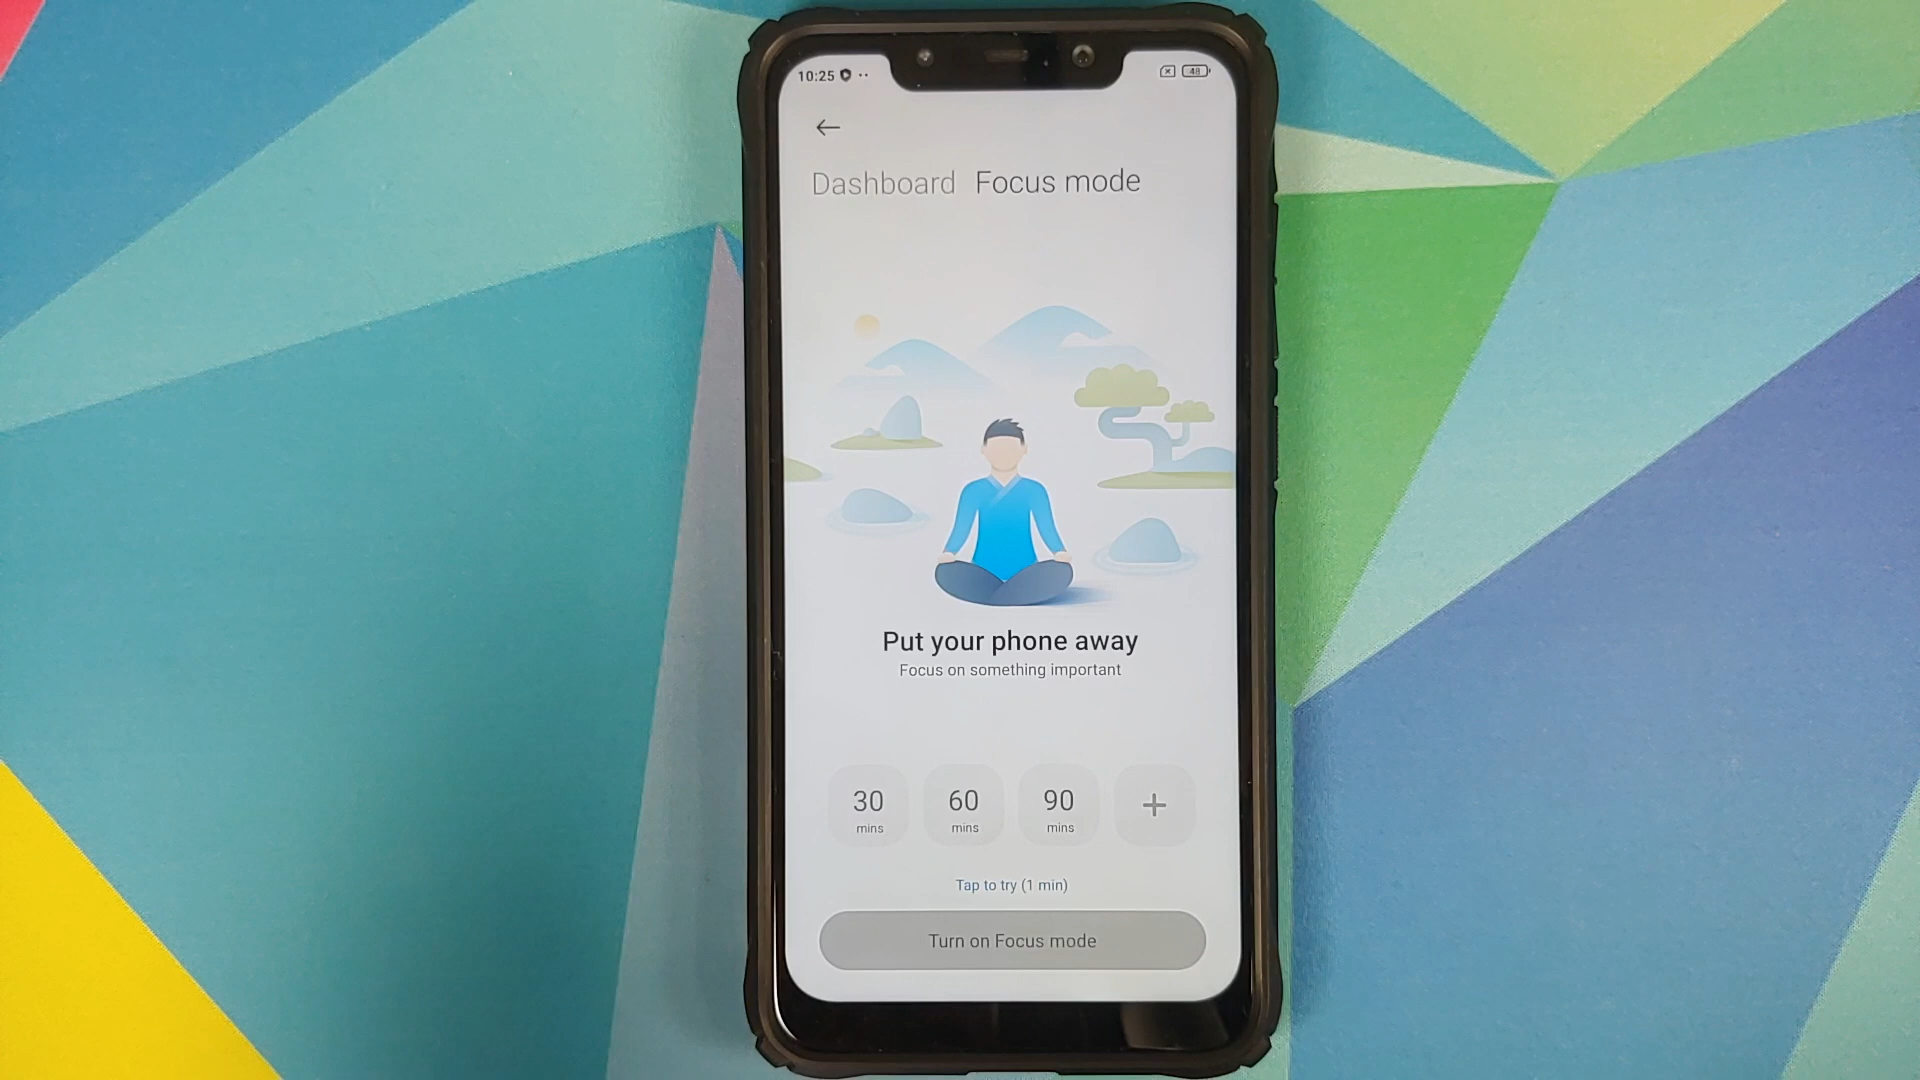 10:25
48
Dashboard Focus mode
Put your phone away
Focus on something important
30 60 90 +
mins mins mins
Tap to try (1 min)
Turn on Focus mode